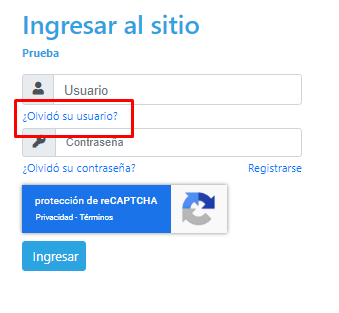 Ingresar al sitio
Prueba
Usuario
¿Olvidó su usuario?
Contraseña
¿Olvidó su contraseña? Registrarse
protección de reCAPTCHA
Privacidad - Términos
Ingresar